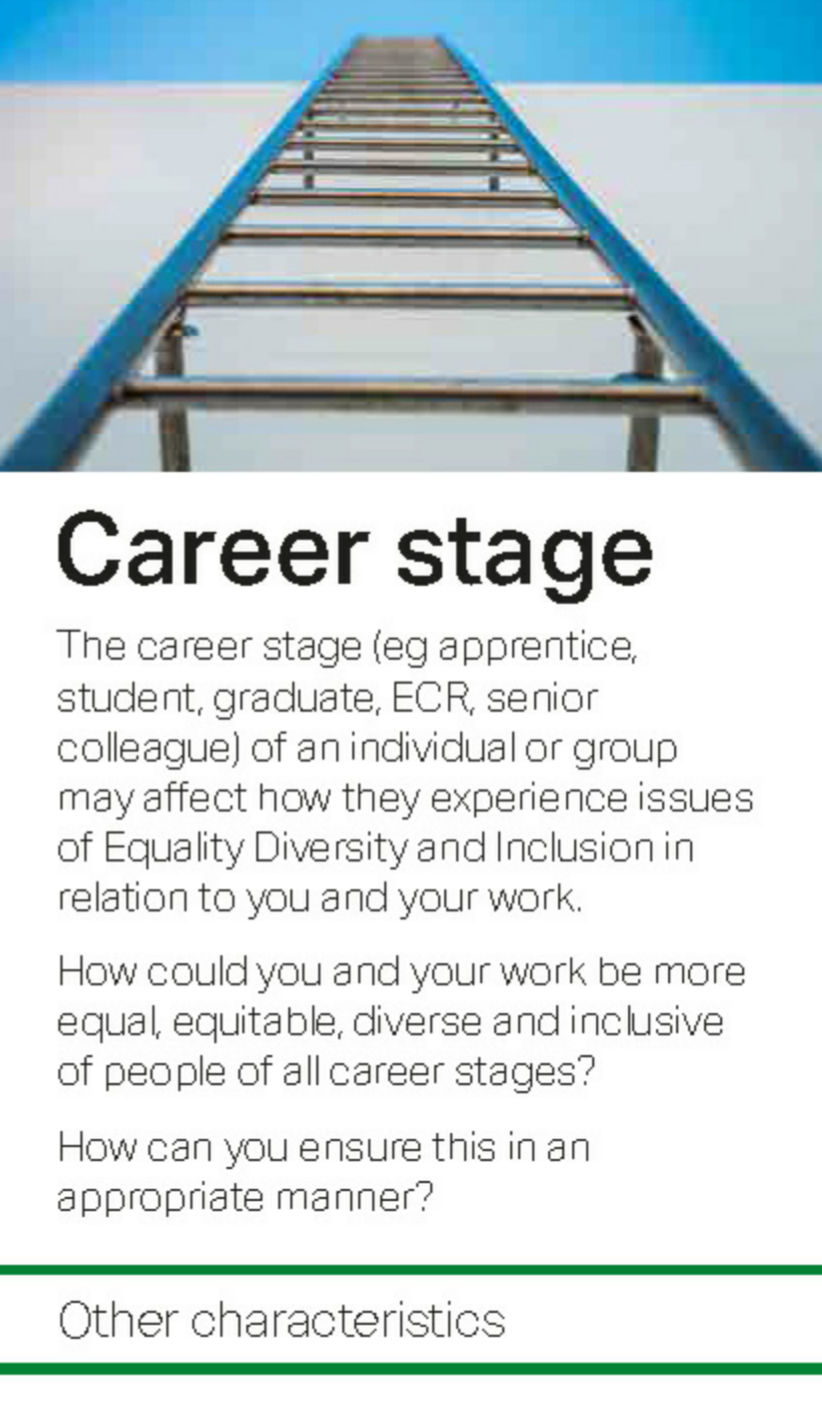 Career stage
The career stage (eg apprentice,
student, graduate, ECR, senior
colleague) of an individual or group
may affect how they experience issues
of Equality Diversity and Inclusion in
relation to you and your work.
How could you and your work be more
equal, equitable, diverse and inclusive
of people of all career stages?
How can you ensure this in an
appropriate manner?
Other characteristics